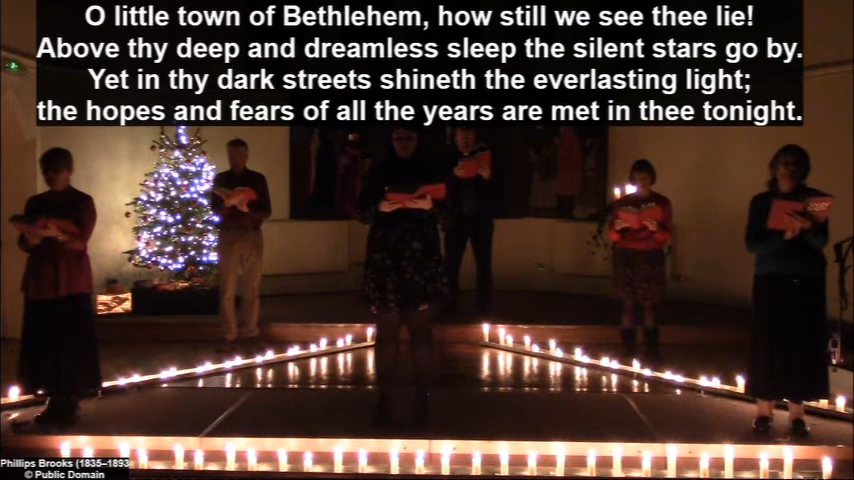 O little town of Bethlehem, how still we see thee lie!
Above thy deep and dreamless sleep the silent stars go by.
Yet in thy dark streets shineth the everlasting light;
the hopes and fears of all the years are met in thee tonight.
Phillips Brooks (1835–1893
© Public Domain